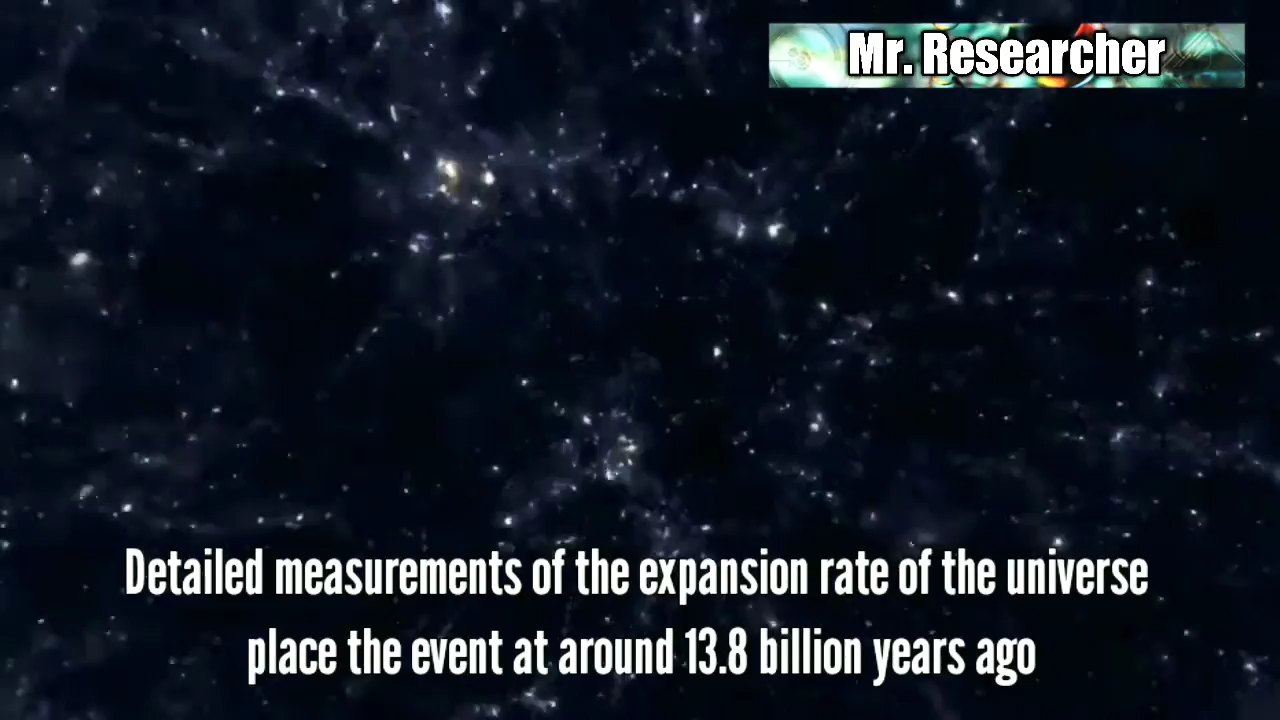 Mr. Researcher
Detailed measurements of the expansion rate of the universe
place the event at around 13.8 billion years ago